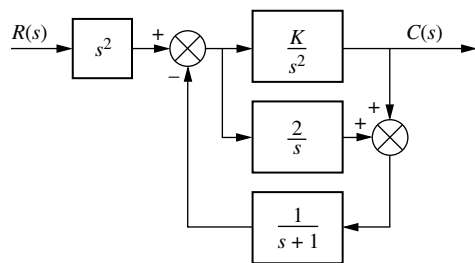 R(s)
s²
+
−
K
s²
C(s)
2
s
+
+
1
s + 1